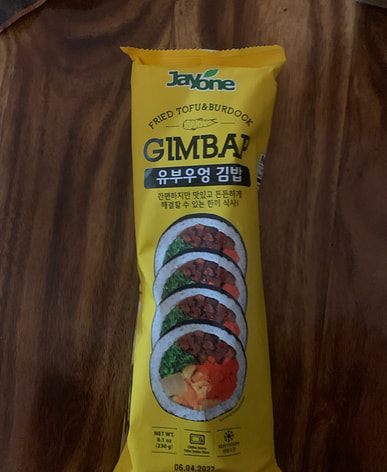 Jayone
FRIED TOFU&BURDOCK
GIMBAP
유부우엉 김밥
간편하지만 맛있고 든든하게
해결할 수 있는 한끼 식사!
NET WT.
8.1 oz
(230 g)
06.04.2027